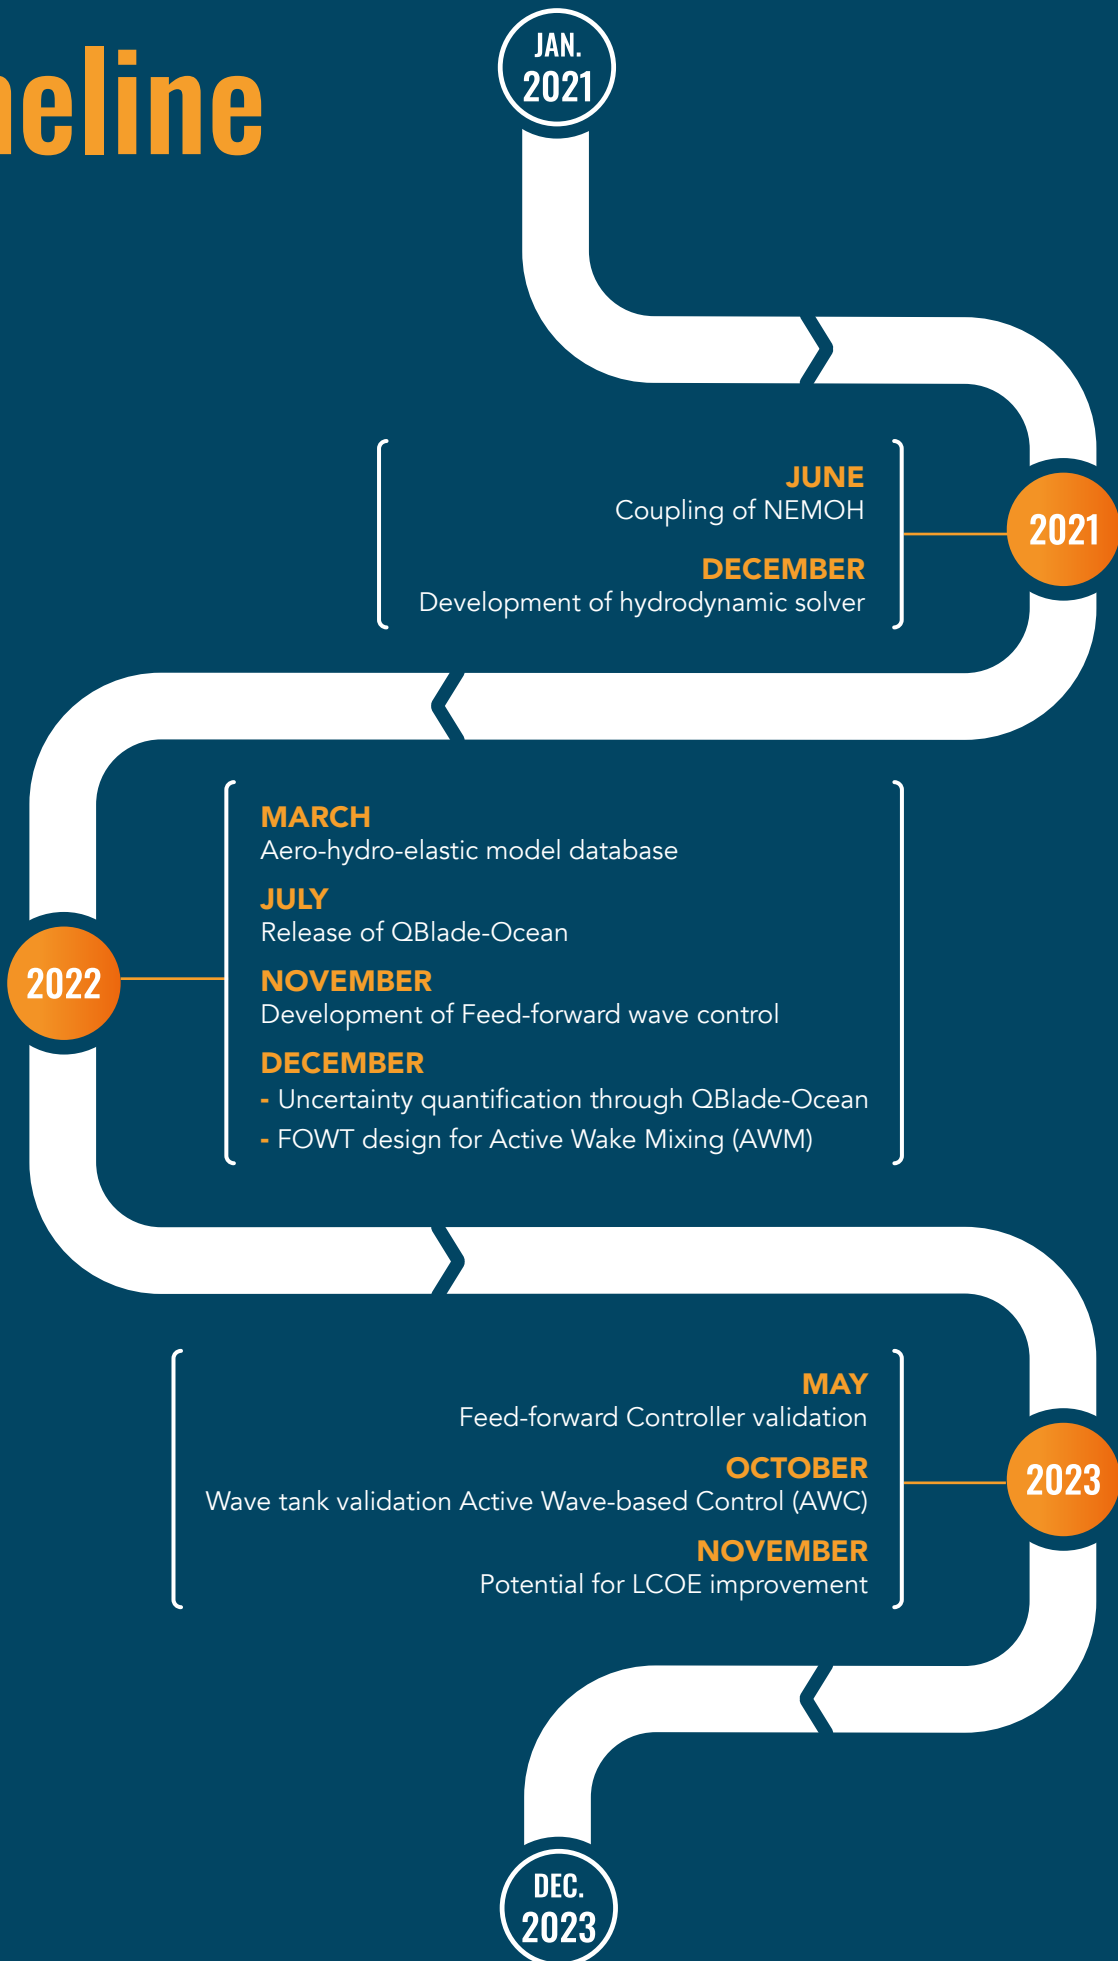 eline
JAN.
2021
JUNE
Coupling of NEMOH
DECEMBER
Development of hydrodynamic solver
2021
MARCH
Aero-hydro-elastic model database
JULY
Release of QBlade-Ocean
NOVEMBER
Development of Feed-forward wave control
DECEMBER
- Uncertainty quantification through QBlade-Ocean
- FOWT design for Active Wake Mixing (AWM)
2022
MAY
Feed-forward Controller validation
OCTOBER
Wave tank validation Active Wave-based Control (AWC)
NOVEMBER
Potential for LCOE improvement
2023
DEC.
2023